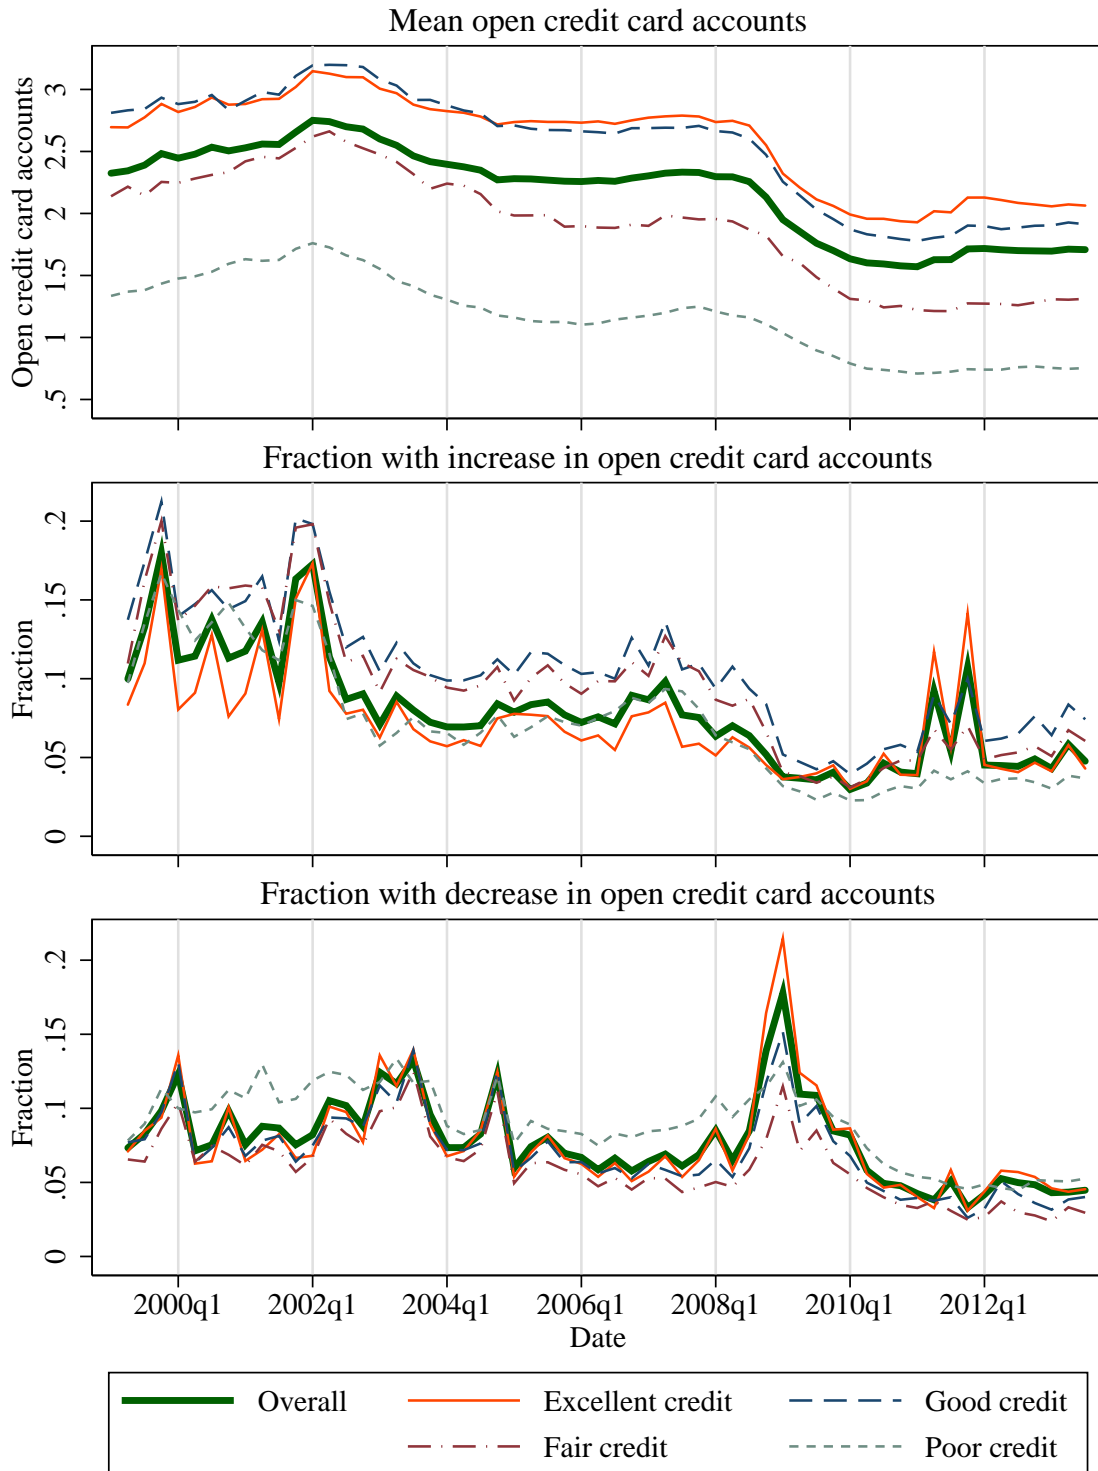 Mean open credit card accounts
Open credit card accounts
3
2.5
2
1.5
1
.5
Fraction with increase in open credit card accounts
Fraction
.2
.15
.1
.05
0
Fraction with decrease in open credit card accounts
Fraction
.2
.15
.1
.05
0
2000q1 2002q1 2004q1 2006q1 2008q1 2010q1 2012q1
Date
Overall Excellent credit Good credit
Fair credit Poor credit